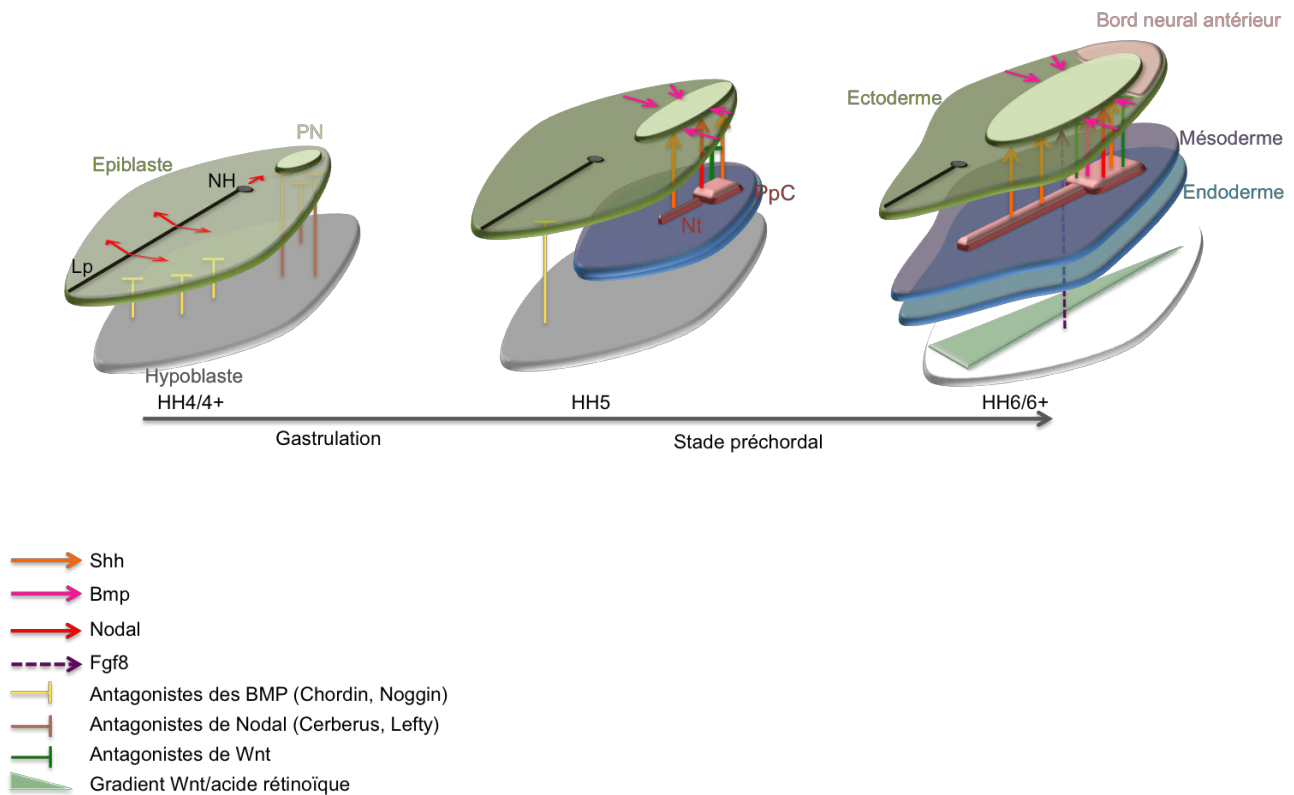 Bord neural antérieur
Ectoderme
PN
Epiblaste
Mésoderme
NH
Endoderme
PpC
Nt
Lp
Hypoblaste
HH4/4+
HH5
HH6/6+
Gastrulation
Stade préchordal
Shh
Bmp
Nodal
Fgf8
Antagonistes des BMP (Chordin, Noggin)
Antagonistes de Nodal (Cerberus, Lefty)
Antagonistes de Wnt
Gradient Wnt/acide rétinoïque